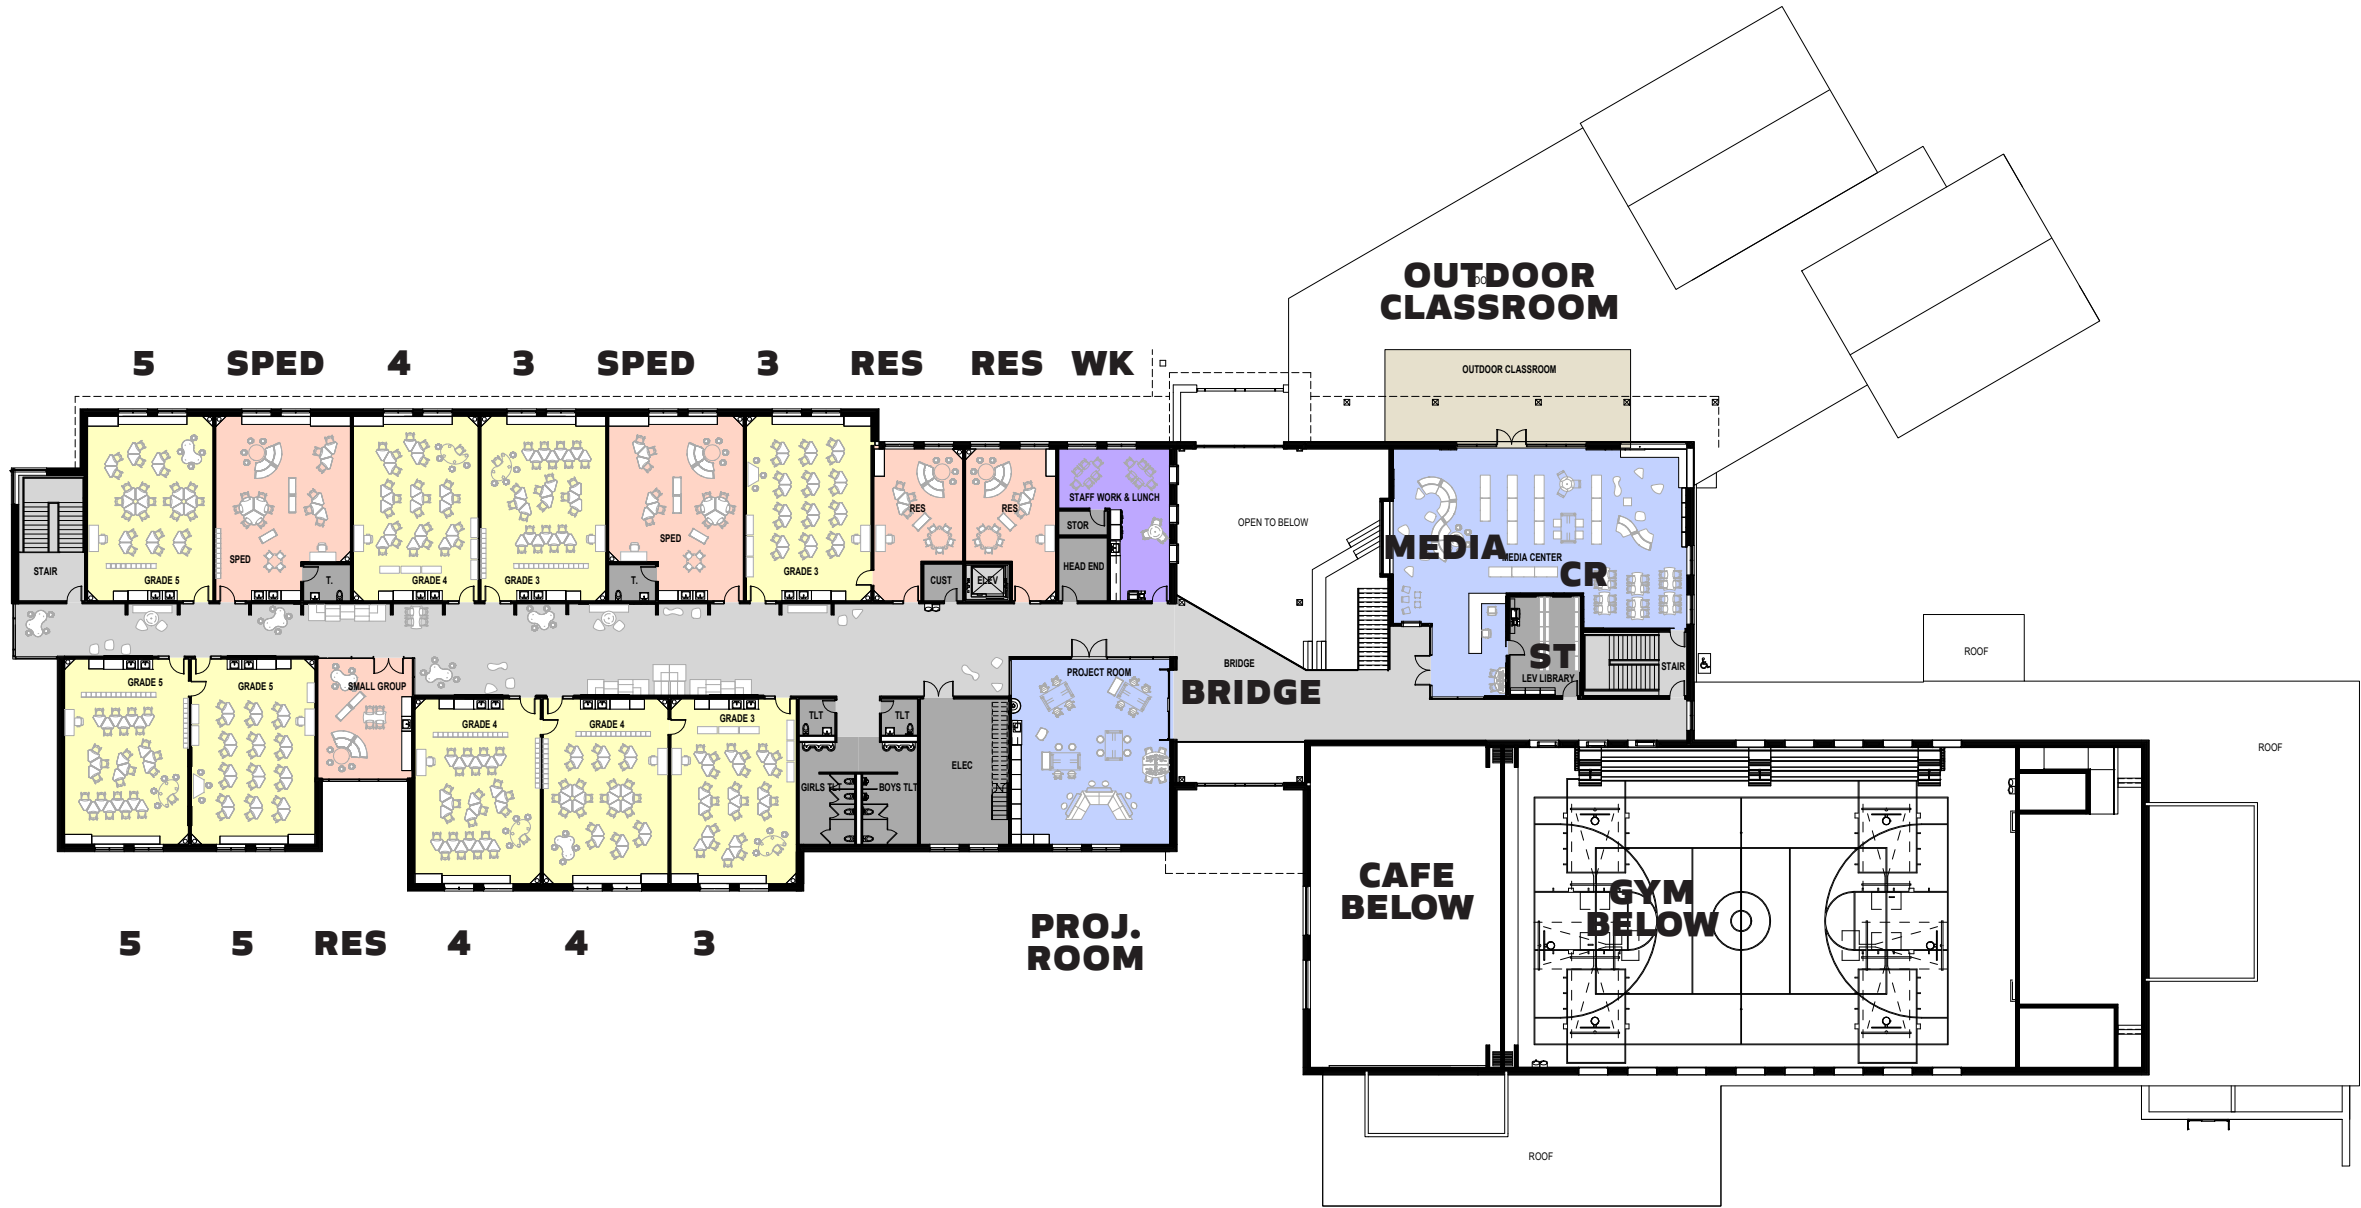 OUTDOOR
CLASSROOM
5 SPED 4 3 SPED 3 RES RES WK
OUTDOOR CLASSROOM
STAFF WORK & LUNCH
RES
RES
STOR
OPEN TO BELOW
SPED
MEDIA
MEDIA CENTER
SPED
HEAD END
STAIR
GRADE 3
CR
GRADE 5
T.
GRADE 4
GRADE 3
T.
CUST
ELEV
ST
ROOF
BRIDGE
STAIR
PROJECT ROOM
LEV LIBRARY
GRADE 5
GRADE 5
SMALL GROUP
BRIDGE
TLT
TLT
GRADE 4
GRADE 4
GRADE 3
ROOF
ELEC
GIRLS TLT
BOYS TLT
CAFE
BELOW
GYM
BELOW
5 5 RES 4 4 3
PROJ.
ROOM
ROOF